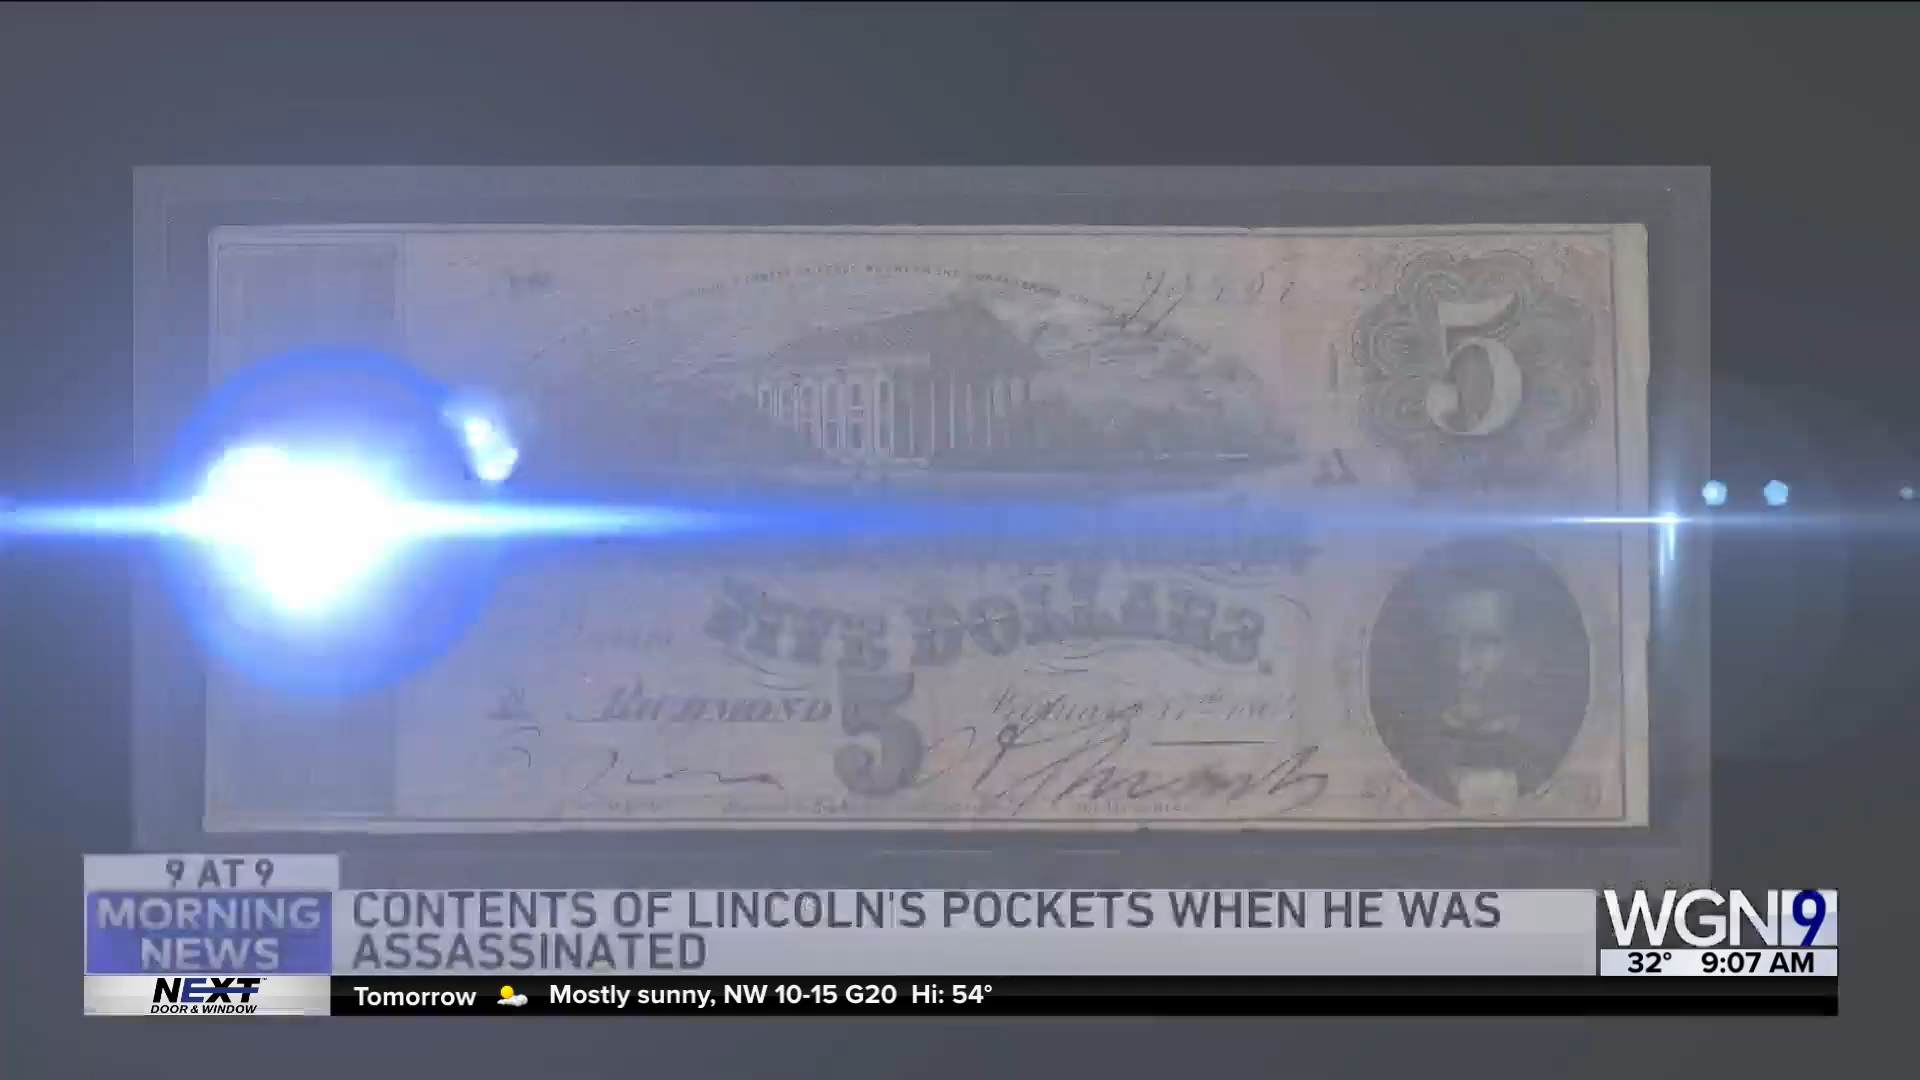 5
FIVE DOLLARS.
RICHMOND
5
9 AT 9
MORNING
NEWS
CONTENTS OF LINCOLN'S POCKETS WHEN HE WAS
ASSASSINATED
WGN9
32° 9:07 AM
NEXT
DOOR & WINDOW
Tomorrow Mostly sunny, NW 10-15 G20 Hi: 54°